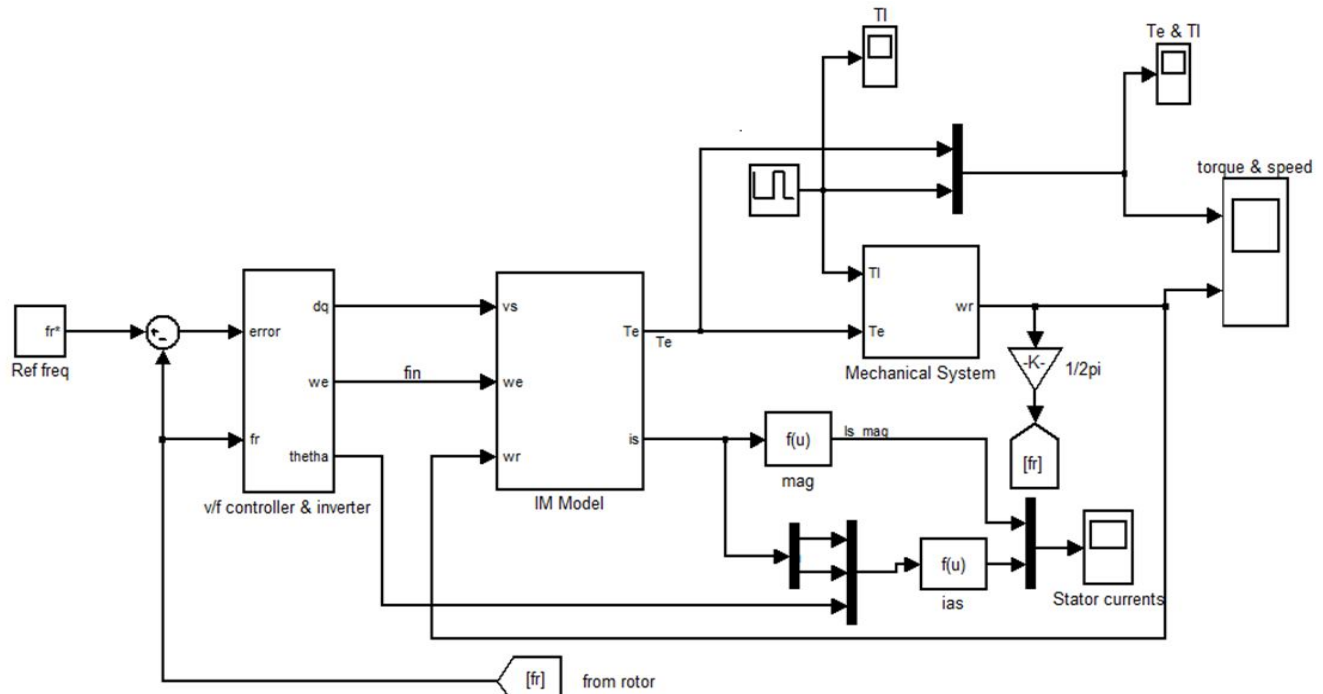 Tl
Te & Tl
torque & speed
Tl
wr
Te
Mechanical System
-K-
1/2pi
[fr]
fr*
Ref freq
+
-
error
fr
dq
we
thetha
v/f controller & inverter
fin
vs
we
wr
Te
is
IM Model
Te
f(u)
mag
Is_mag
f(u)
ias
Stator currents
[fr]
from rotor